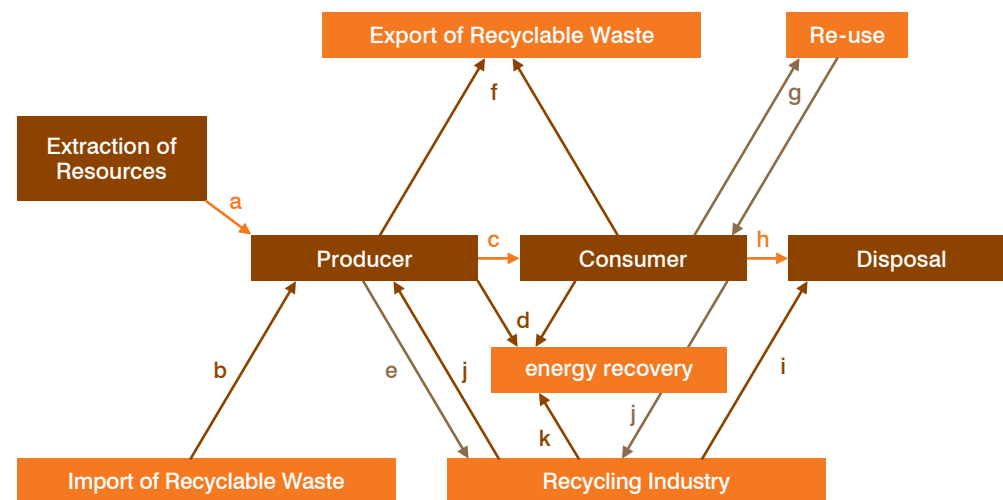 Export of Recyclable Waste
Re-use
f
g
Extraction of
Resources
a
c
h
Producer
Consumer
Disposal
d
b
e
j
energy recovery
i
j
k
Import of Recyclable Waste
Recycling Industry